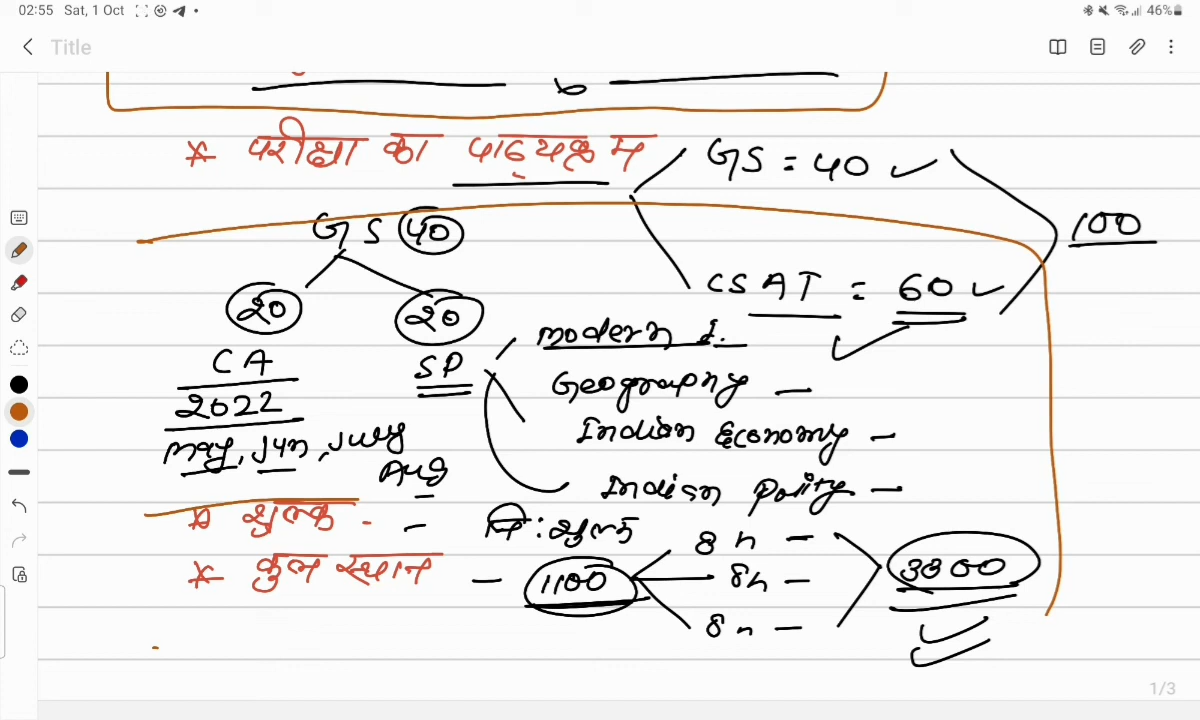 02:55 Sat, 1 Oct 46%
Title
* परीक्षा का पाठ्यक्रम GS = 40
100
GS 40
CSAT = 60
20 20
modern I.
CA SP
Geography -
2022
Indian Economy -
may, Jun, July
Aug
Indian Polity -
* शुल्क - नि:शुल्क
* कुल स्थान - 1100
8 h -
8h -
8 h -
3300
1/3